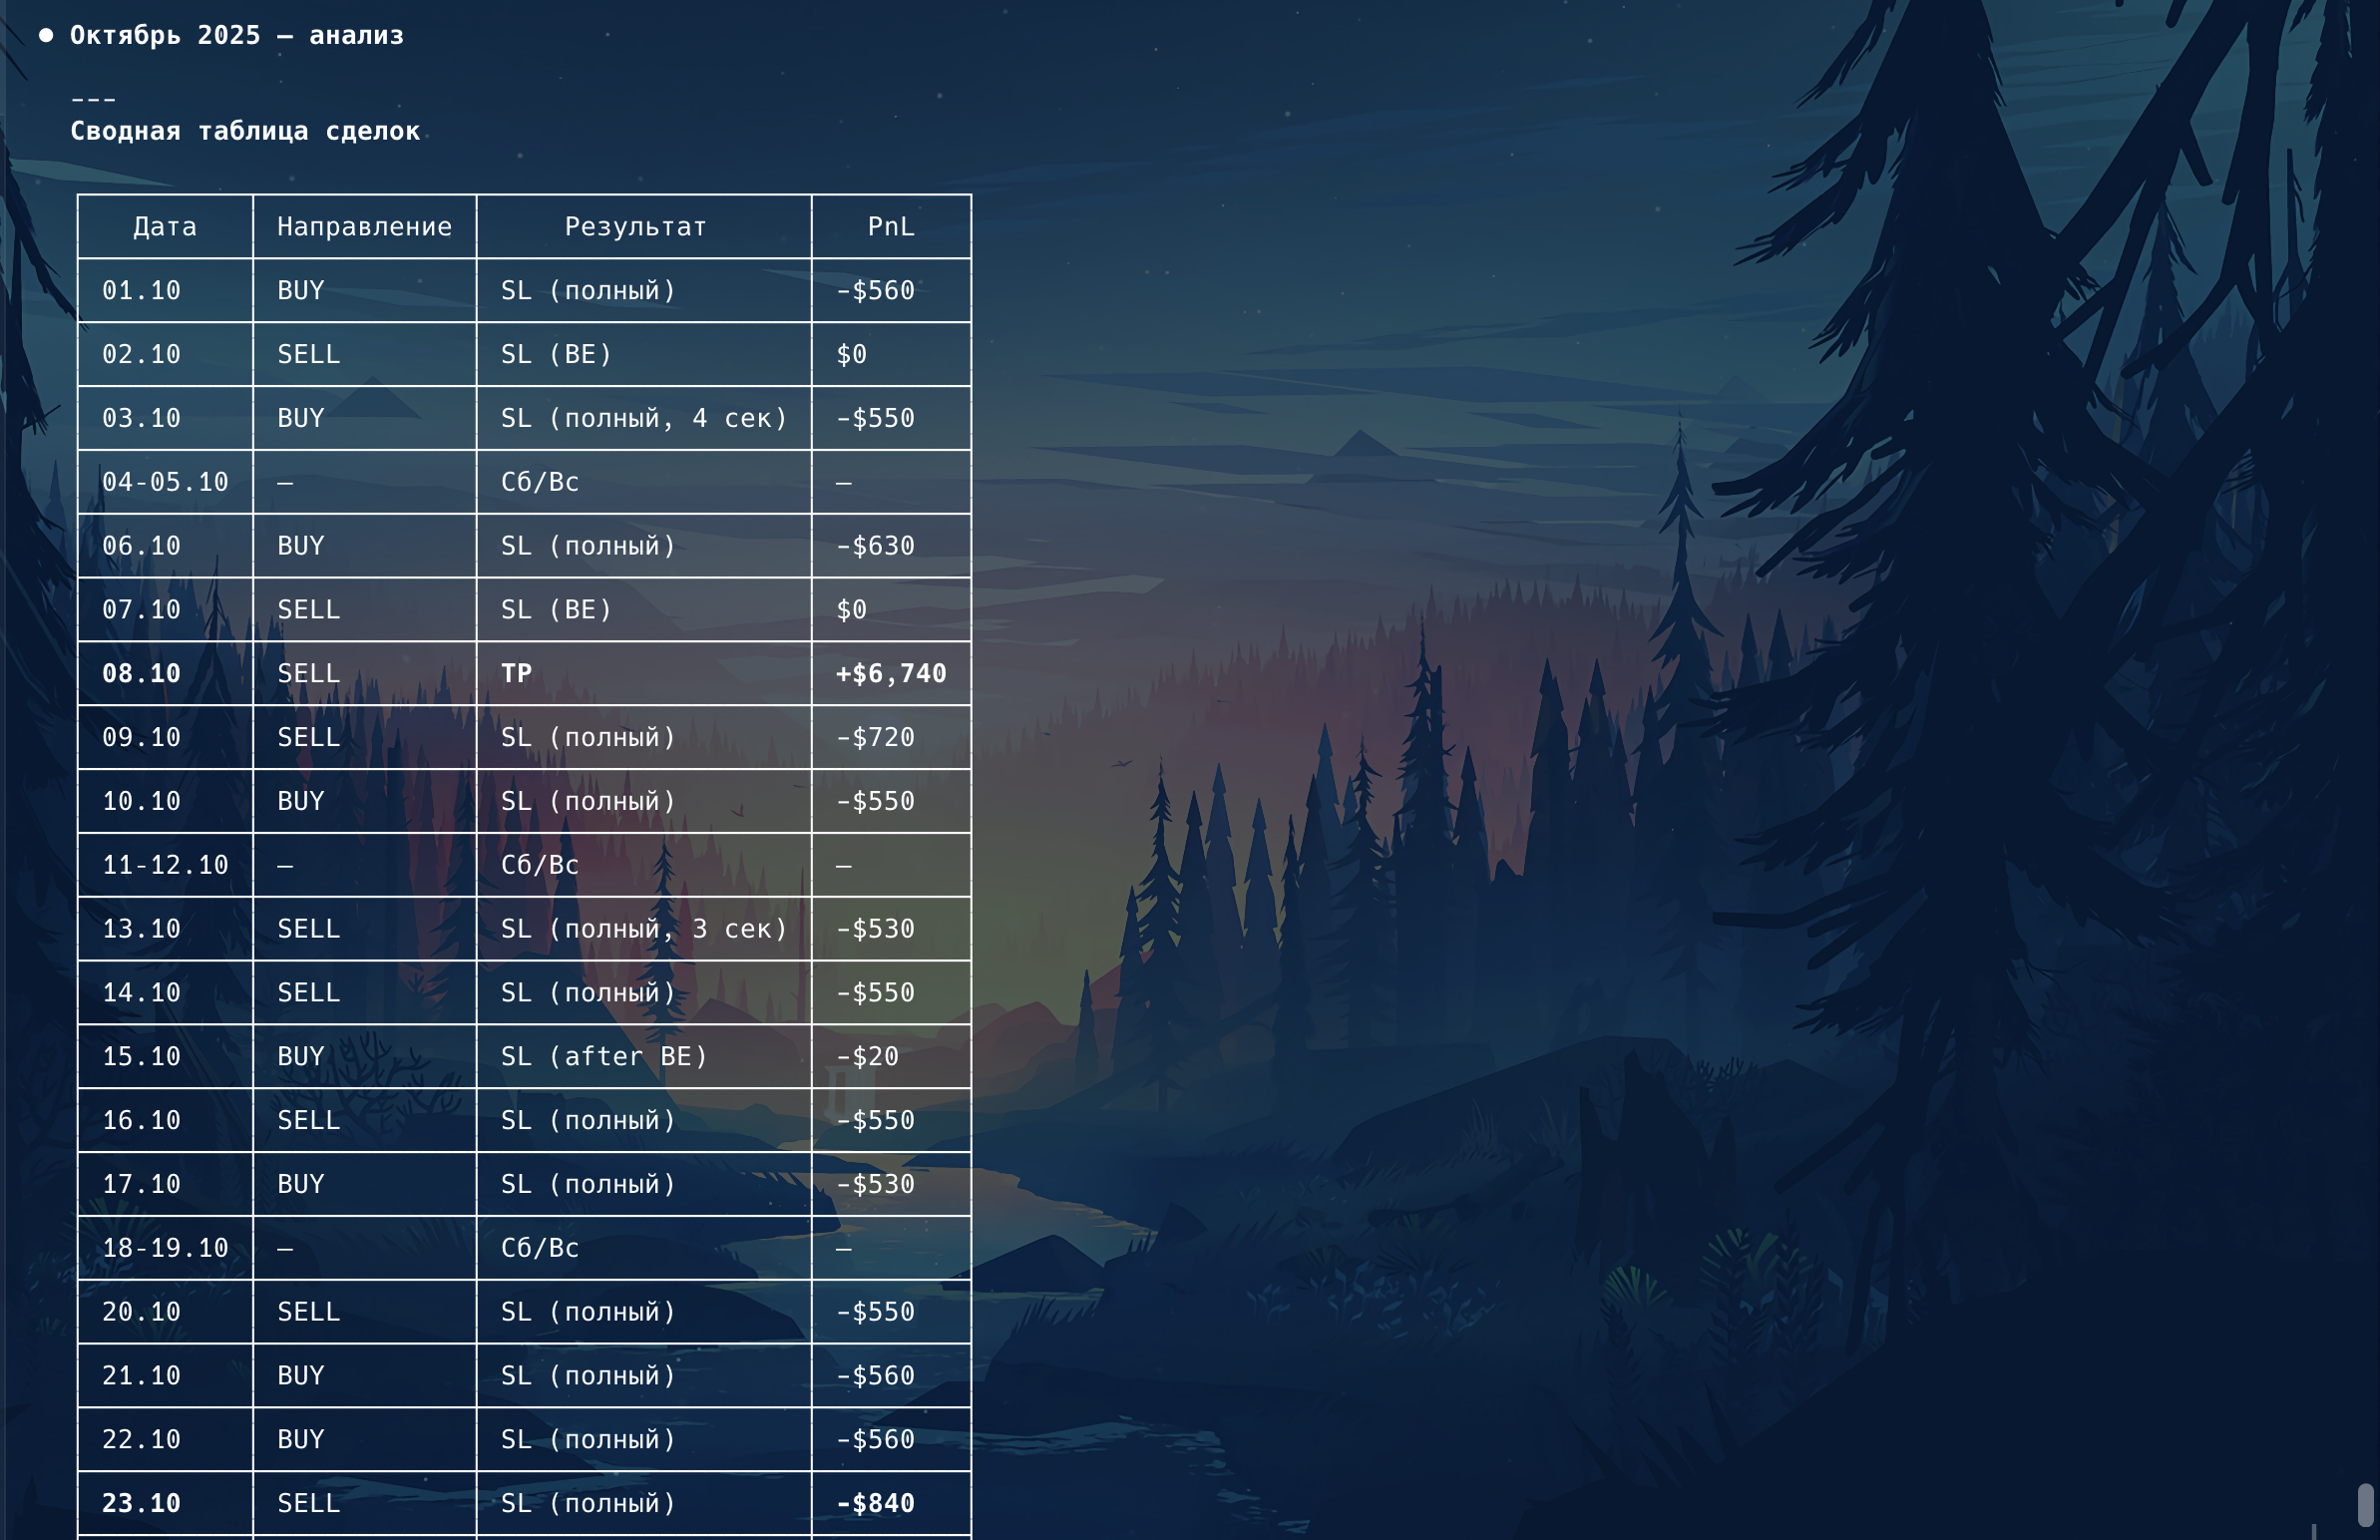 ● Октябрь 2025 — анализ
---
Сводная таблица сделок
Дата Направление Результат PnL
01.10 BUY SL (полный) -$560
02.10 SELL SL (BE) $0
03.10 BUY SL (полный, 4 сек) -$550
04-05.10 — Сб/Вс —
06.10 BUY SL (полный) -$630
07.10 SELL SL (BE) $0
08.10 SELL TP +$6,740
09.10 SELL SL (полный) -$720
10.10 BUY SL (полный) -$550
11-12.10 — Сб/Вс —
13.10 SELL SL (полный, 3 сек) -$530
14.10 SELL SL (полный) -$550
15.10 BUY SL (after BE) -$20
16.10 SELL SL (полный) -$550
17.10 BUY SL (полный) -$530
18-19.10 — Сб/Вс —
20.10 SELL SL (полный) -$550
21.10 BUY SL (полный) -$560
22.10 BUY SL (полный) -$560
23.10 SELL SL (полный) -$840